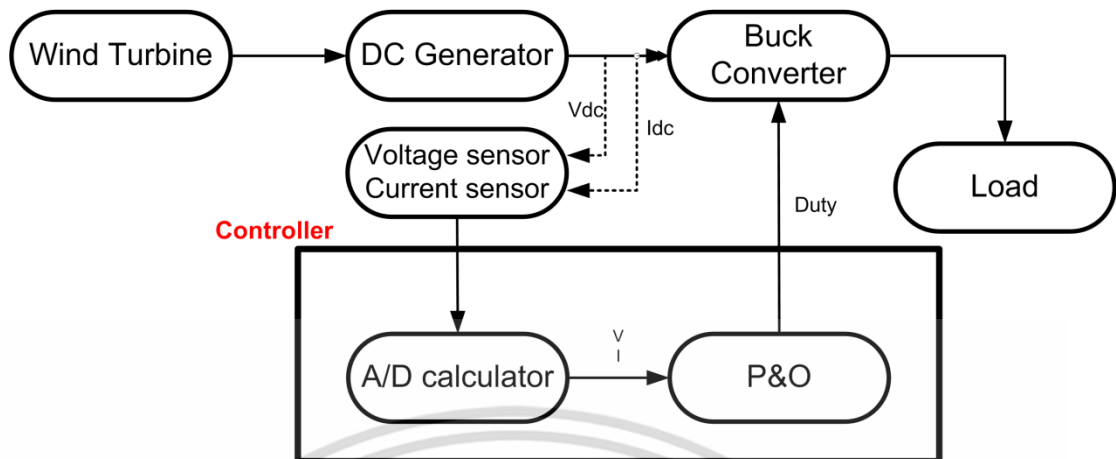 Wind Turbine
DC Generator
Buck
Converter
Vdc
Idc
Voltage sensor
Current sensor
Load
Duty
Controller
A/D calculator
V
I
P&O